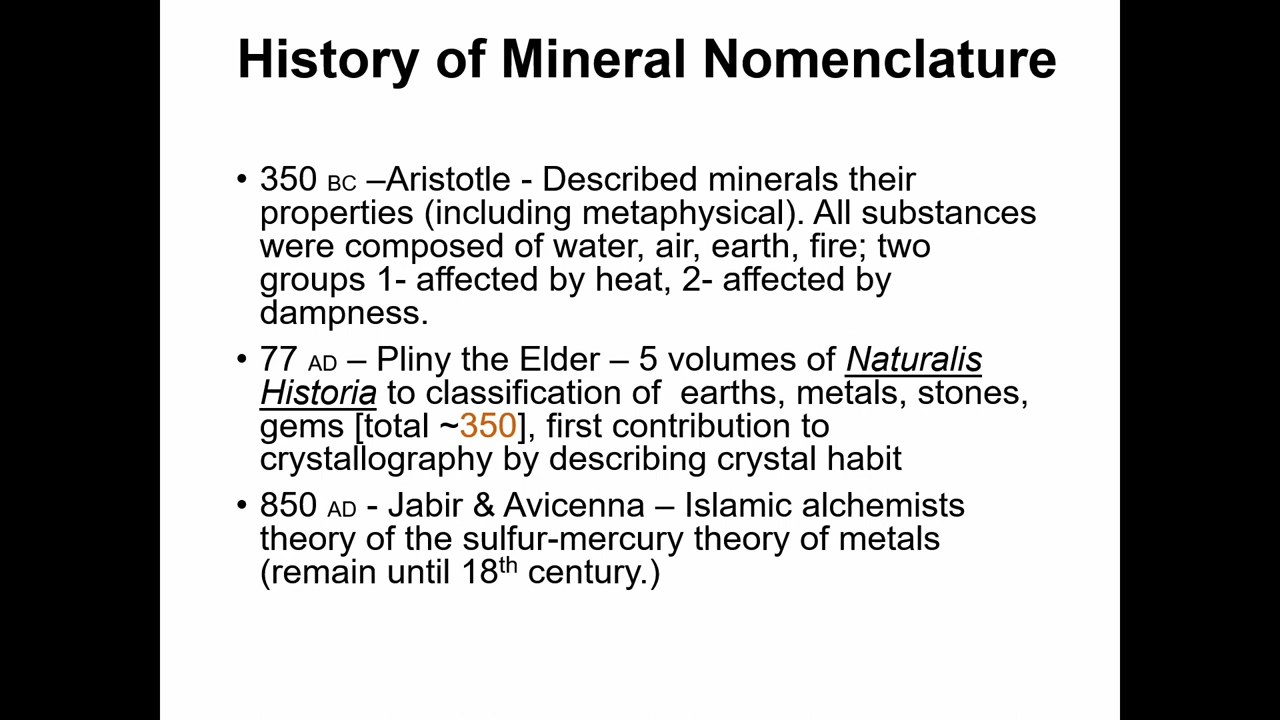 History of Mineral Nomenclature
• 350 BC –Aristotle - Described minerals their
properties (including metaphysical). All substances
were composed of water, air, earth, fire; two
groups 1- affected by heat, 2- affected by
dampness.
• 77 AD – Pliny the Elder – 5 volumes of Naturalis
Historia to classification of  earths, metals, stones,
gems [total ~350], first contribution to
crystallography by describing crystal habit
• 850 AD - Jabir & Avicenna – Islamic alchemists
theory of the sulfur-mercury theory of metals
(remain until 18th century.)